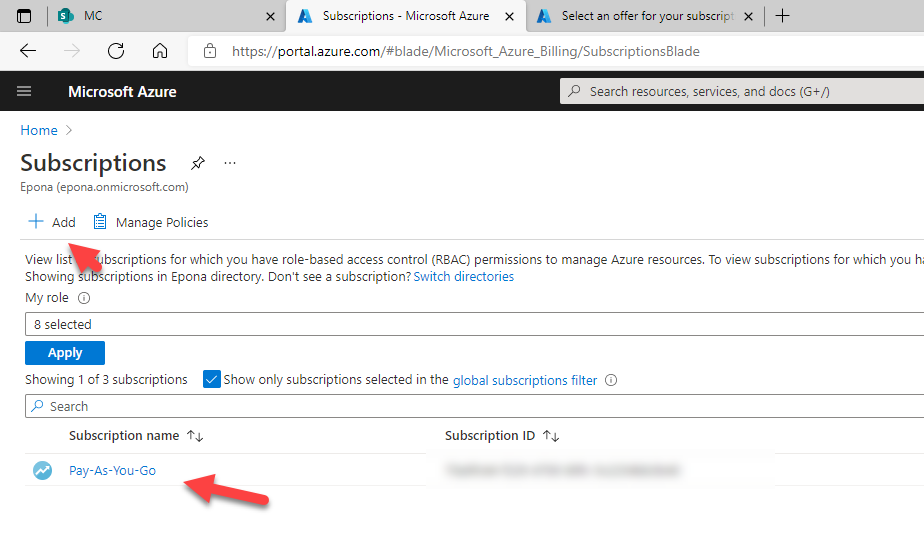 MC
Subscriptions - Microsoft Azure
Select an offer for your subscript
https://portal.azure.com/#blade/Microsoft_Azure_Billing/SubscriptionsBlade
Microsoft Azure
Search resources, services, and docs (G+/)
Home
Subscriptions
Epona (epona.onmicrosoft.com)
Add
Manage Policies
View list subscriptions for which you have role-based access control (RBAC) permissions to manage Azure resources. To view subscriptions for which you ha
Showing subscriptions in Epona directory. Don't see a subscription? Switch directories
My role
8 selected
Apply
Showing 1 of 3 subscriptions Show only subscriptions selected in the global subscriptions filter
Search
Subscription name Subscription ID
Pay-As-You-Go